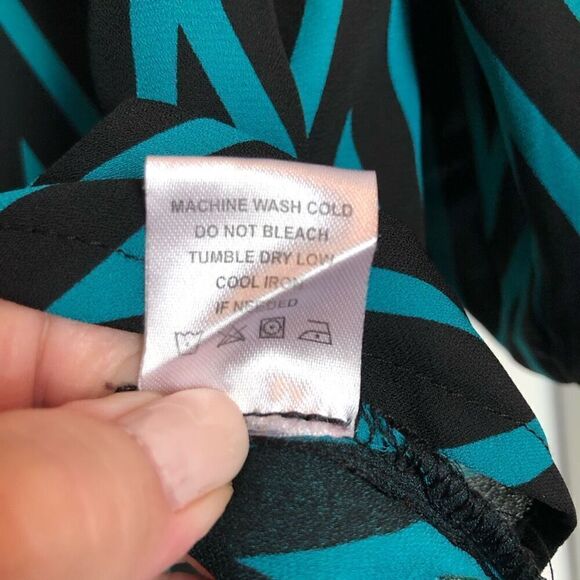 MACHINE WASH COLD
DO NOT BLEACH
TUMBLE DRY LOW
COOL IRON
IF NEEDED